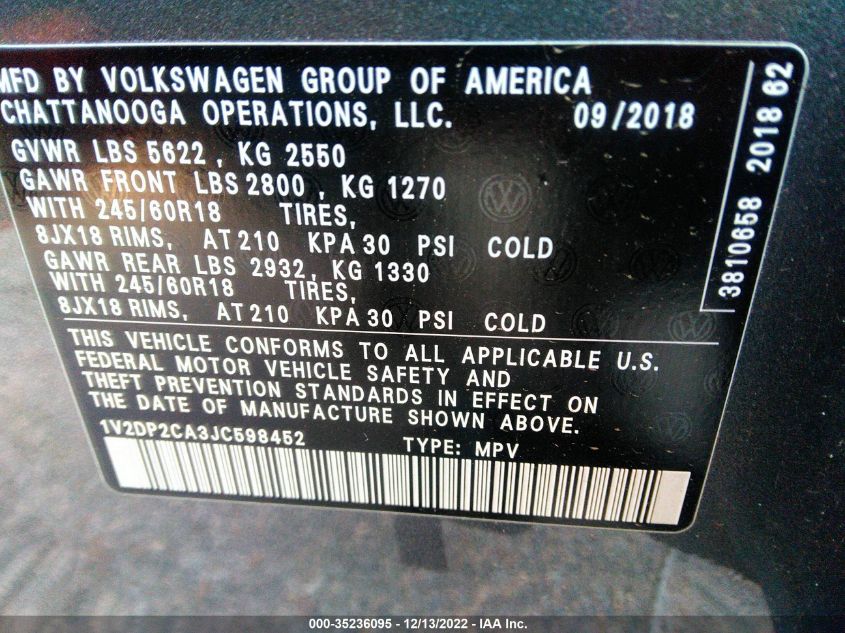 MFD BY VOLKSWAGEN GROUP OF AMERICA
CHATTANOOGA OPERATIONS, LLC. 09/2018
GVWR LBS 5622, KG 2550
GAWR FRONT LBS 2800, KG 1270
WITH 245/60R18 TIRES,
8JX18 RIMS, AT 210 KPA 30 PSI COLD
GAWR REAR LBS 2932, KG 1330
WITH 245/60R18 TIRES,
8JX18 RIMS, AT 210 KPA 30 PSI COLD
THIS VEHICLE CONFORMS TO ALL APPLICABLE U.S.
FEDERAL MOTOR VEHICLE SAFETY AND
THEFT PREVENTION STANDARDS IN EFFECT ON
THE DATE OF MANUFACTURE SHOWN ABOVE.
1V2DP2CA3JC598452 TYPE: MPV
3810658 2018 62
000-35236095 - 12/13/2022 - IAA Inc.